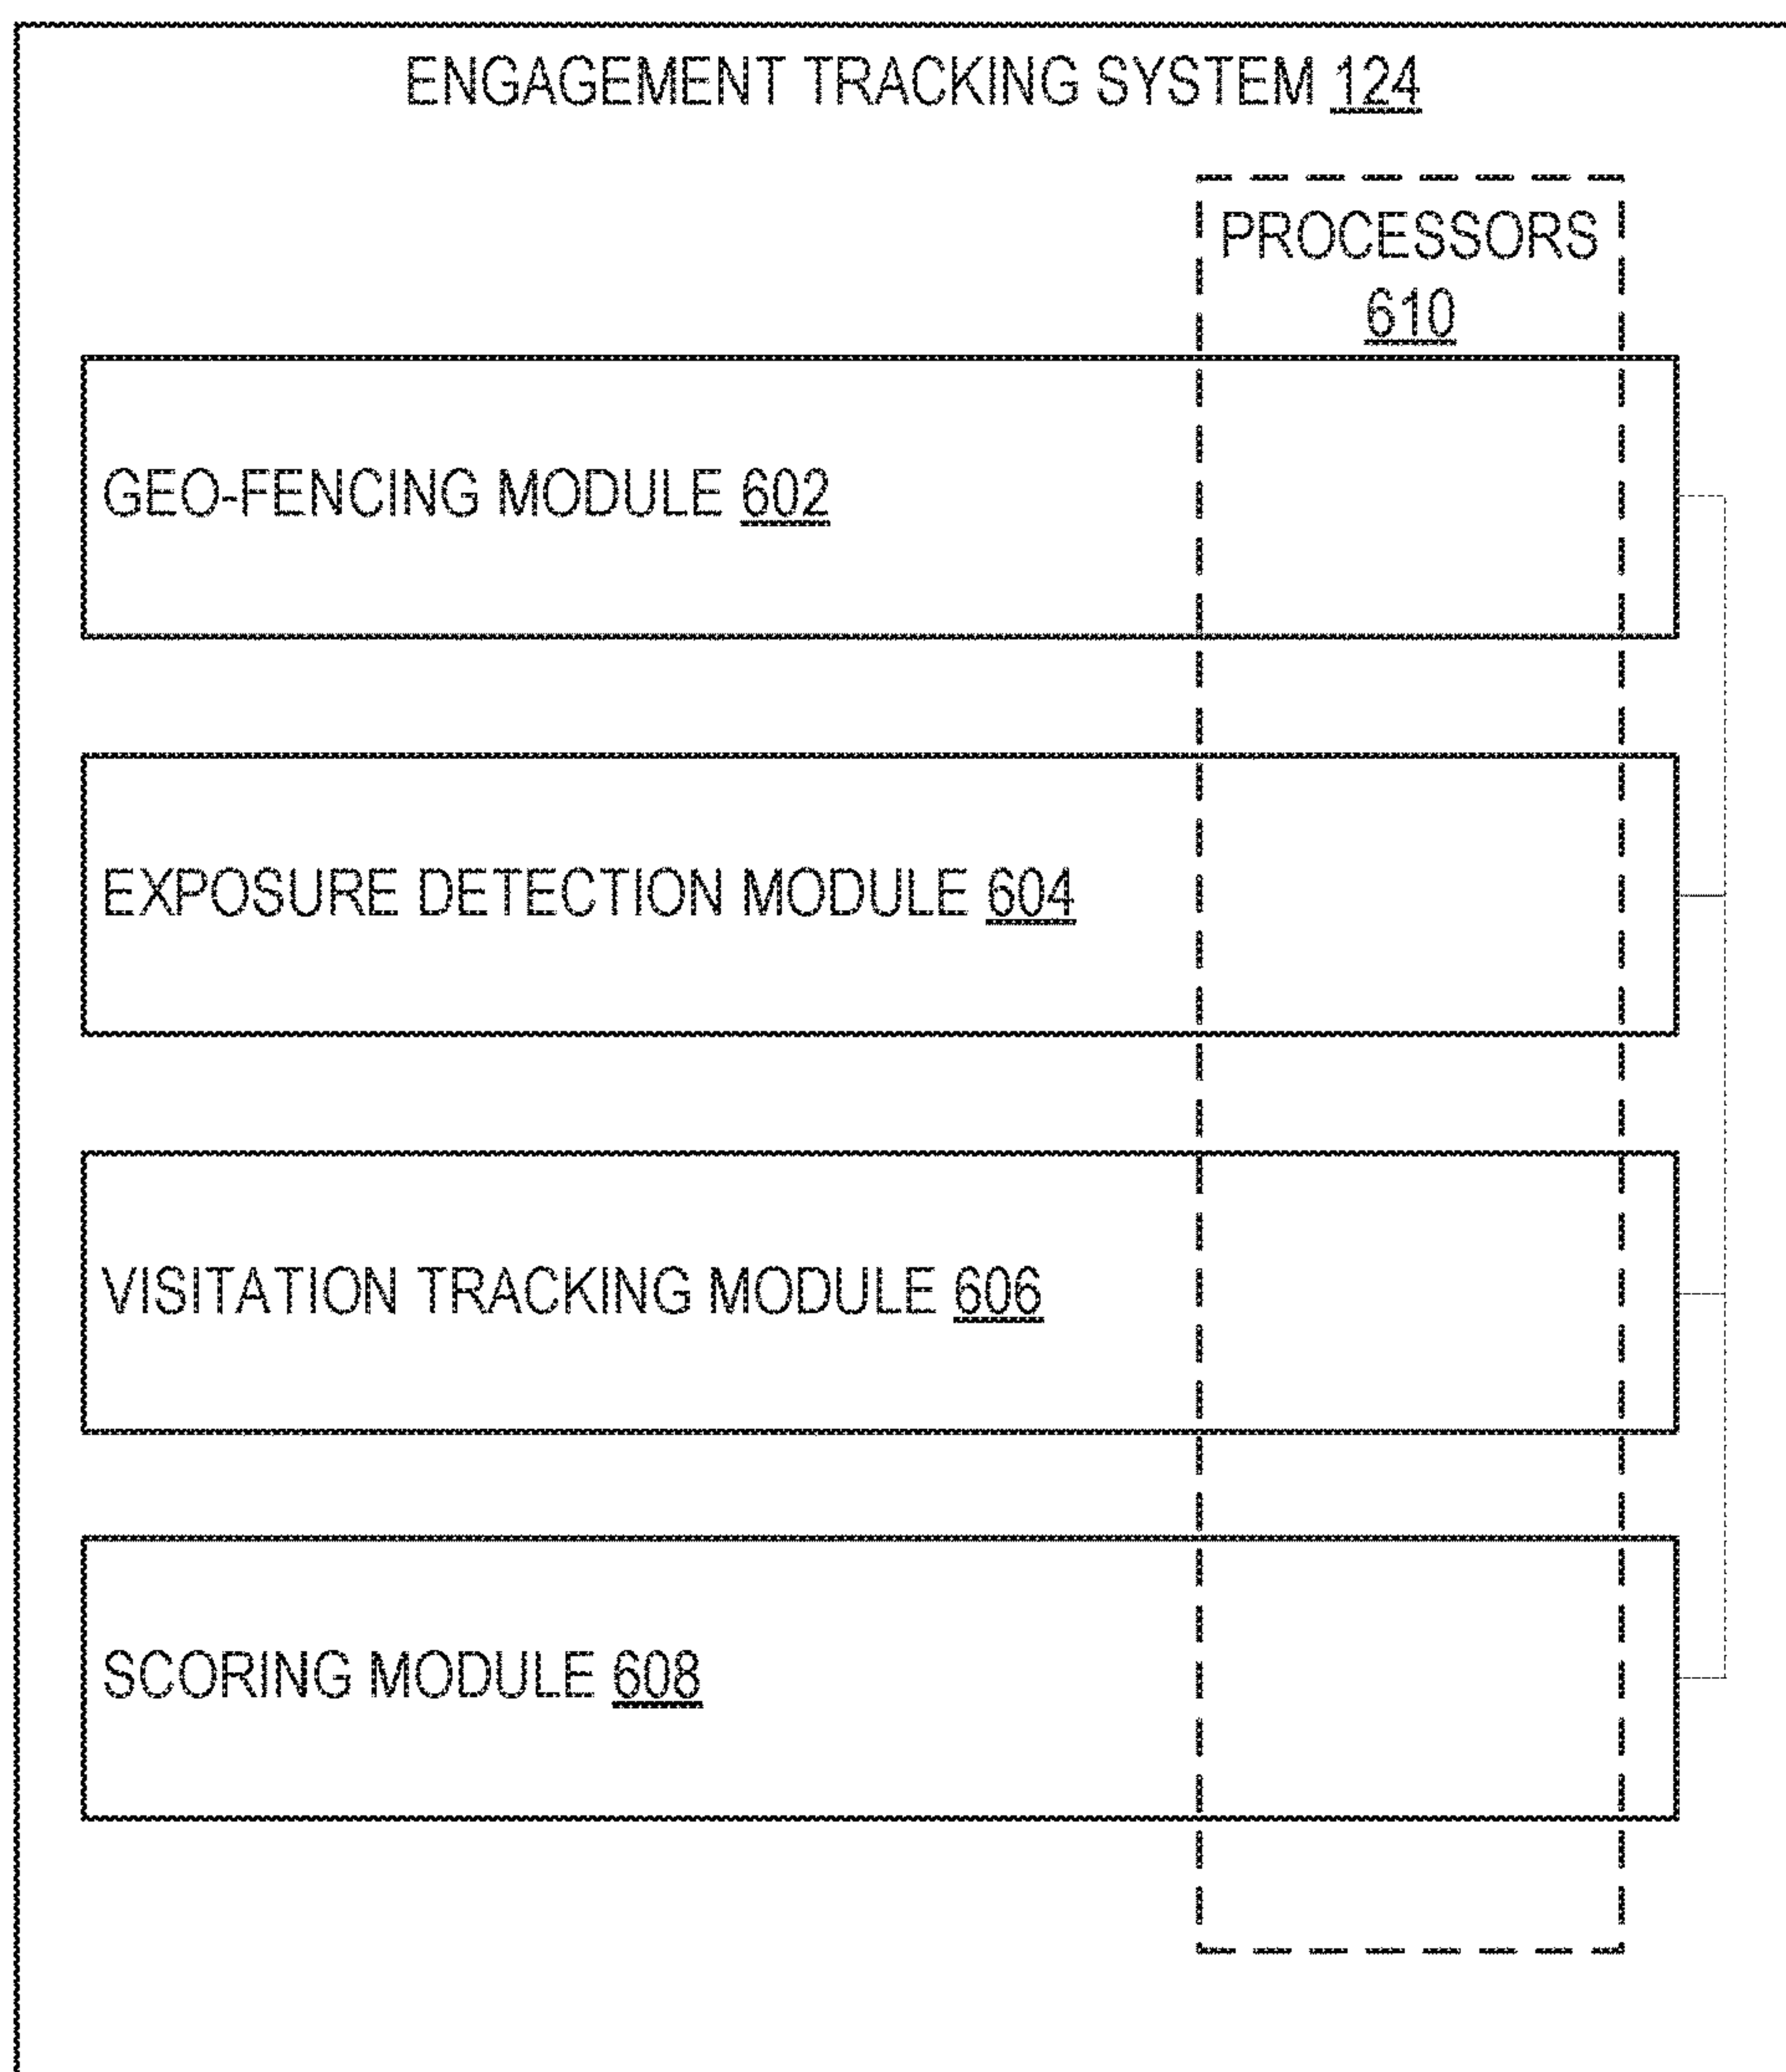 ENGAGEMENT TRACKING SYSTEM 124
PROCESSORS
610
GEO-FENCING MODULE 602
EXPOSURE DETECTION MODULE 604
VISITATION TRACKING MODULE 606
SCORING MODULE 608